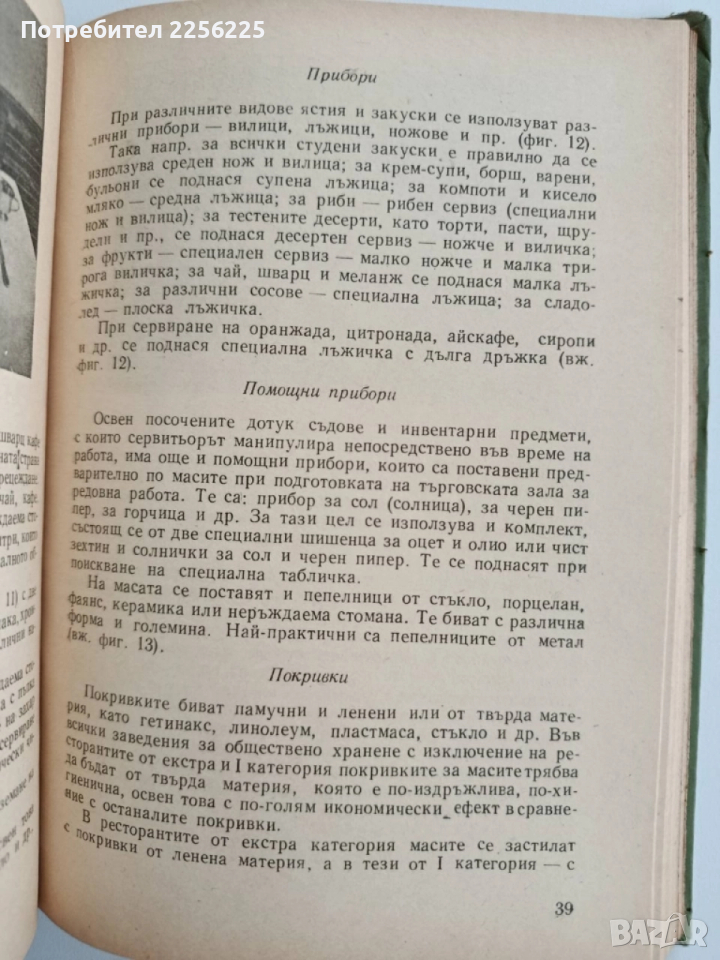 Потребител 2256225
Прибори
При различните видове ястия и закуски се използуват раз-
лични прибори — вилици, лъжици, ножове и пр. (фиг. 12).
Така напр. за всички студени закуски е правилно да се
използува среден нож и вилица; за крем-супи, борш, варени,
бульони се поднася супена лъжица; за компоти и кисело
мляко — средна лъжица; за риби — рибен сервиз (специални
нож и вилица); за тестените десерти, като торти, пасти, щру-
дели и пр., се поднася десертен сервиз — ножче и виличка;
за фрукти — специален сервиз — малко ножче и малка три-
рога виличка; за чай, шварц и меланж се поднася малка лъ-
жичка; за различни сосове — специална лъжица; за сладо-
лед — плоска лъжичка.
При сервиране на оранжада, цитронада, айскафе, сиропи
и др. се поднася специална лъжичка с дълга дръжка (вж.
фиг. 12).
Помощни прибори
Освен посочените дотук съдове и инвентарни предмети,
с които сервитьорът манипулира непосредствено във време на
работа, има още и помощни прибори, които са поставени пред-
варително по масите при подготовката на търговската зала за
редовна работа. Те са: прибор за сол (солница), за черен пи-
пер, за горчица и др. За тази цел се използува и комплект,
състоящ се от две специални шишенца за оцет и олио или чист
зехтин и солнички за сол и черен пипер. Те се поднасят при
поискване на специална табличка.
На масата се поставят и пепелници от стъкло, порцелан,
фаянс, керамика или неръждаема стомана. Те биват с различна
форма и големина. Най-практични са пепелниците от метал
(вж. фиг. 13).
Покривки
Покривките биват памучни и ленени или от твърда мате-
рия, като гетинакс, линолеум, пластмаса, стъкло и др. Във
всички заведения за обществено хранене с изключение на ре-
сторантите от екстра и I категория покривките за масите трябва
да бъдат от твърда материя, която е по-издръжлива, по-хи-
гиенична, освен това с по-голям икономически ефект в сравне-
ние с останалите покривки.
В ресторантите от екстра категория масите се застилат
с покривки от ленена материя, а в тези от I категория — с
39
шварц кафе
чай, кафе.
11) с две
BAZAR